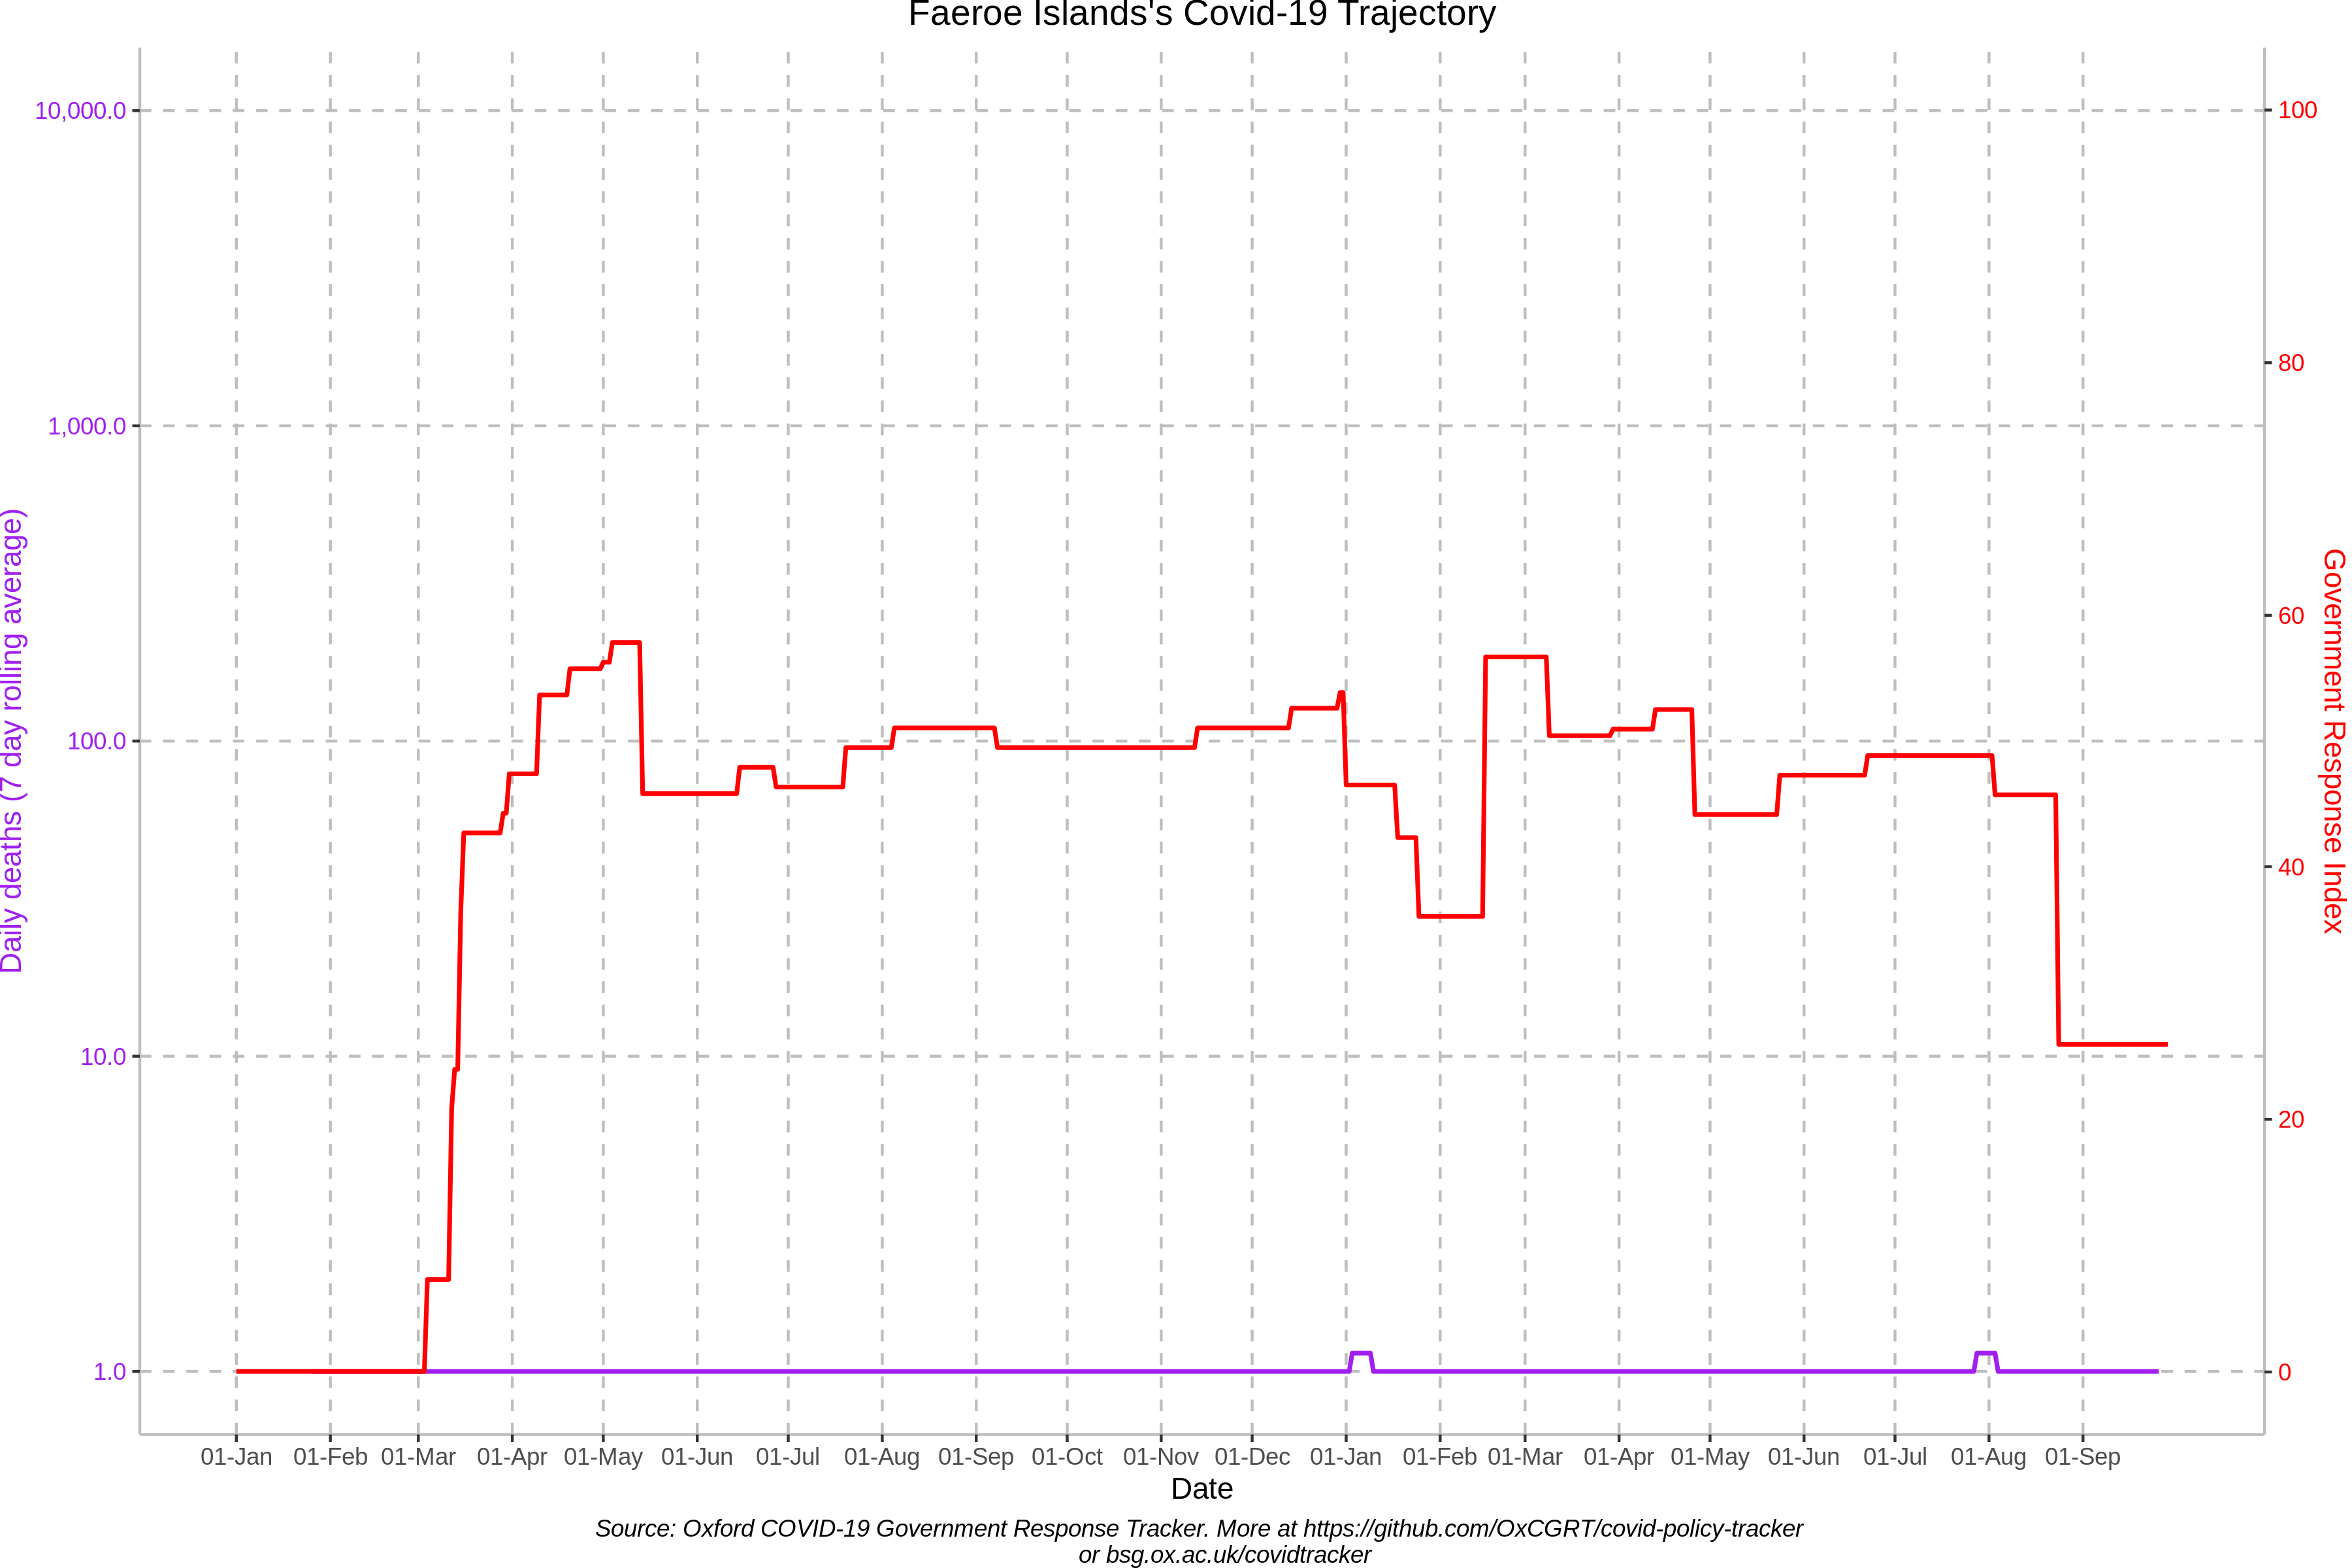 Faeroe Islands's Covid-19 Trajectory
10,000.0
1,000.0
100.0
10.0
1.0
Daily deaths (7 day rolling average)
100
80
60
40
20
0
Government Response Index
01-Jan 01-Feb 01-Mar 01-Apr 01-May 01-Jun 01-Jul 01-Aug 01-Sep 01-Oct 01-Nov 01-Dec 01-Jan 01-Feb 01-Mar 01-Apr 01-May 01-Jun 01-Jul 01-Aug 01-Sep
Date
Source: Oxford COVID-19 Government Response Tracker. More at https://github.com/OxCGRT/covid-policy-tracker
or bsg.ox.ac.uk/covidtracker